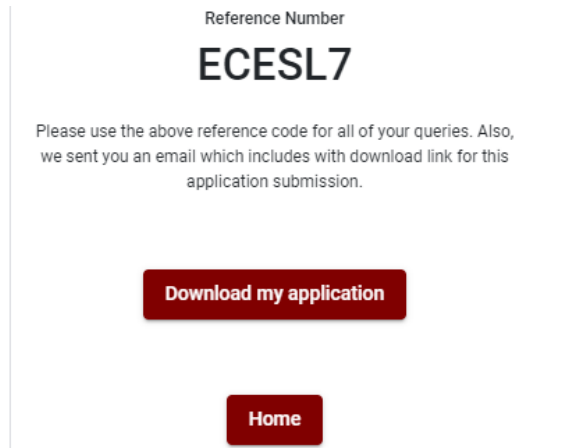 Reference Number
ECESL7
Please use the above reference code for all of your queries. Also,
we sent you an email which includes with download link for this
application submission.
Download my application
Home